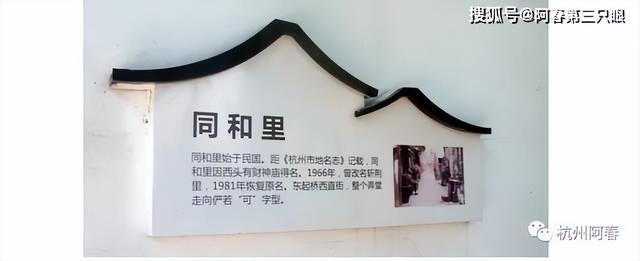 搜狐号@阿春第三只眼
同和里
同和里始于民国。距《杭州市地名志》记载，同
和里因西头有财神庙得名。1966年，曾改名斩荆
里，1981年恢复原名。东起桥西直街，整个弄堂
走向俨若“可”字型。
杭州阿春